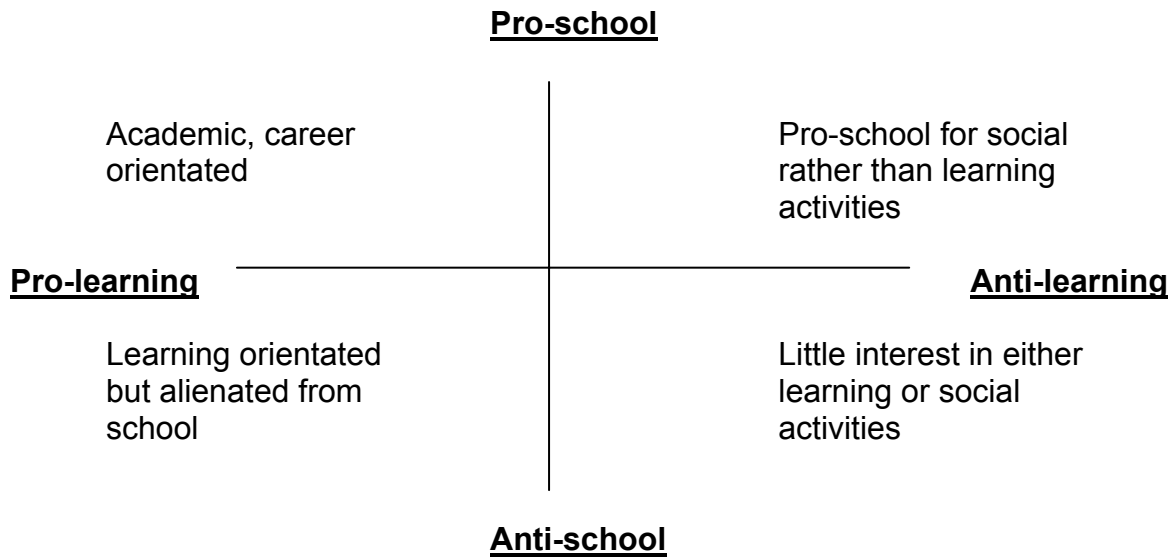 Pro-school
Academic, career
orientated
Pro-school for social
rather than learning
activities
Pro-learning
Anti-learning
Learning orientated
but alienated from
school
Little interest in either
learning or social
activities
Anti-school